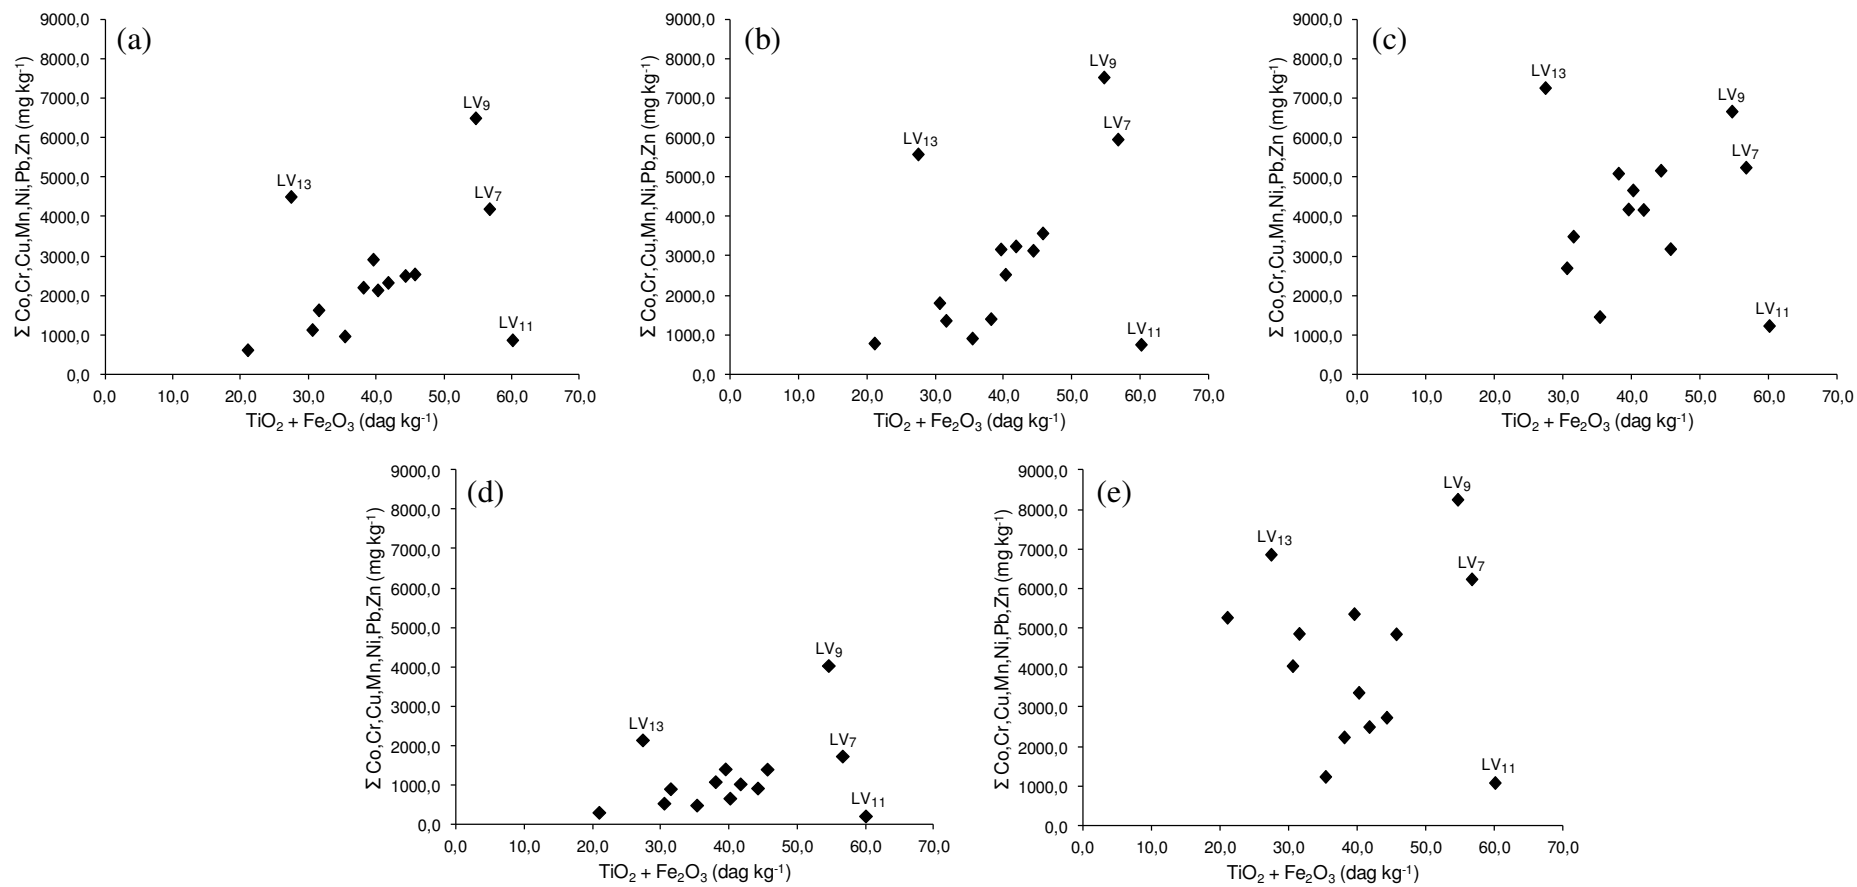 (a)
Σ Co,Cr,Cu,Mn,Ni,Pb,Zn (mg kg⁻¹)
9000,0
8000,0
7000,0
6000,0
5000,0
4000,0
3000,0
2000,0
1000,0
0,0
LV₉
LV₁₃
LV₇
LV₁₁
0,0 10,0 20,0 30,0 40,0 50,0 60,0 70,0
TiO₂ + Fe₂O₃ (dag kg⁻¹)
(b)
Σ Co,Cr,Cu,Mn,Ni,Pb,Zn (mg kg⁻¹)
9000,0
8000,0
7000,0
6000,0
5000,0
4000,0
3000,0
2000,0
1000,0
0,0
LV₉
LV₇
LV₁₃
LV₁₁
0,0 10,0 20,0 30,0 40,0 50,0 60,0 70,0
TiO₂ + Fe₂O₃ (dag kg⁻¹)
(c)
Σ Co,Cr,Cu,Mn,Ni,Pb,Zn (mg kg⁻¹)
9000,0
8000,0
7000,0
6000,0
5000,0
4000,0
3000,0
2000,0
1000,0
0,0
LV₁₃
LV₉
LV₇
LV₁₁
0,0 10,0 20,0 30,0 40,0 50,0 60,0 70,0
TiO₂ + Fe₂O₃ (dag kg⁻¹)
(d)
Σ Co,Cr,Cu,Mn,Ni,Pb,Zn (mg kg⁻¹)
9000,0
8000,0
7000,0
6000,0
5000,0
4000,0
3000,0
2000,0
1000,0
0,0
LV₉
LV₁₃
LV₇
LV₁₁
0,0 10,0 20,0 30,0 40,0 50,0 60,0 70,0
TiO₂ + Fe₂O₃ (dag kg⁻¹)
(e)
Σ Co,Cr,Cu,Mn,Ni,Pb,Zn (mg kg⁻¹)
9000,0
8000,0
7000,0
6000,0
5000,0
4000,0
3000,0
2000,0
1000,0
0,0
LV₉
LV₁₃
LV₇
LV₁₁
0,0 10,0 20,0 30,0 40,0 50,0 60,0 70,0
TiO₂ + Fe₂O₃ (dag kg⁻¹)